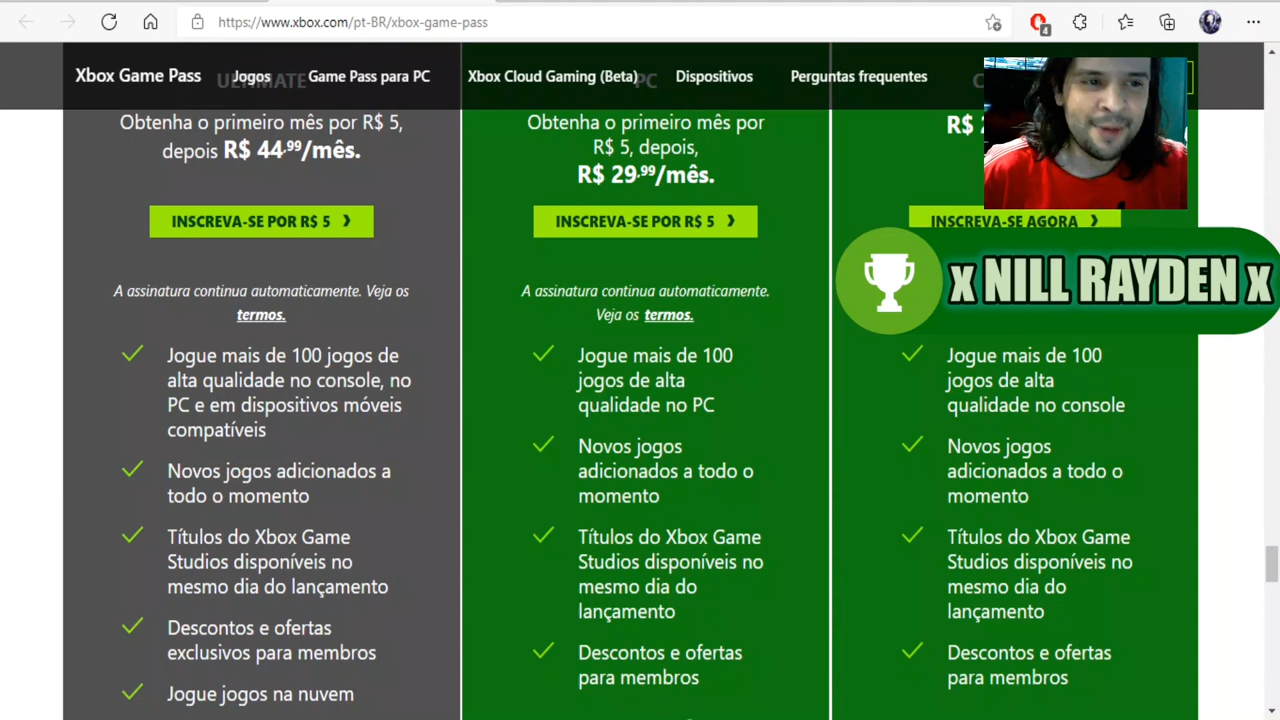 https://www.xbox.com/pt-BR/xbox-game-pass
4
Xbox Game Pass
Jogos
Game Pass para PC
Xbox Cloud Gaming (Beta)
Dispositivos
Perguntas frequentes
ULTIMATE
Obtenha o primeiro mês por R$ 5,
depois R$ 44,99/mês.
INSCREVA-SE POR R$ 5
A assinatura continua automaticamente. Veja os
termos.
Jogue mais de 100 jogos de
alta qualidade no console, no
PC e em dispositivos móveis
compatíveis
Novos jogos adicionados a
todo o momento
Títulos do Xbox Game
Studios disponíveis no
mesmo dia do lançamento
Descontos e ofertas
exclusivos para membros
Jogue jogos na nuvem
PC
Obtenha o primeiro mês por
R$ 5, depois,
R$ 29,99/mês.
INSCREVA-SE POR R$ 5
A assinatura continua automaticamente.
Veja os termos.
Jogue mais de 100
jogos de alta
qualidade no PC
Novos jogos
adicionados a todo o
momento
Títulos do Xbox Game
Studios disponíveis no
mesmo dia do
lançamento
Descontos e ofertas
para membros
R$
INSCREVA-SE AGORA
x NILL RAYDEN x
Jogue mais de 100
jogos de alta
qualidade no console
Novos jogos
adicionados a todo o
momento
Títulos do Xbox Game
Studios disponíveis no
mesmo dia do
lançamento
Descontos e ofertas
para membros